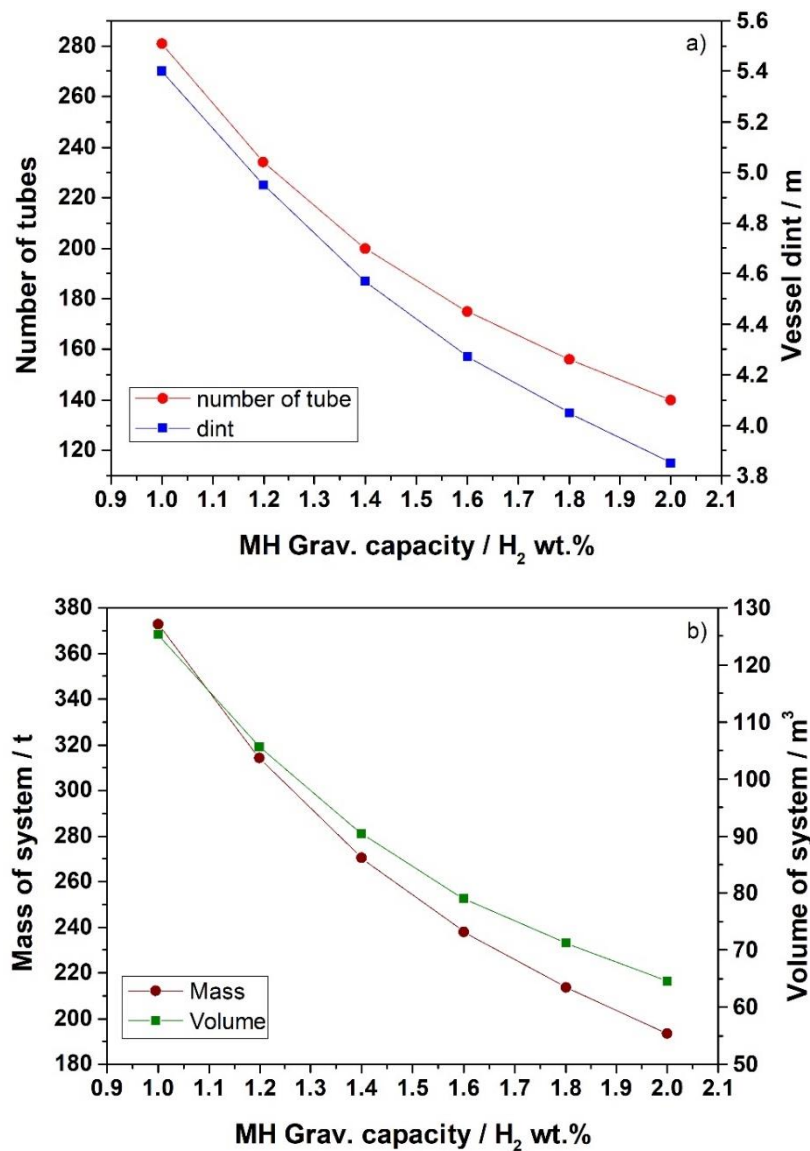 a)
280
260
240
220
200
180
160
140
120
Number of tubes
5.6
5.4
5.2
5.0
4.8
4.6
4.4
4.2
4.0
3.8
Vessel dint / m
number of tube
dint
0.9 1.0 1.1 1.2 1.3 1.4 1.5 1.6 1.7 1.8 1.9 2.0 2.1
MH Grav. capacity / H₂ wt.%
b)
380
360
340
320
300
280
260
240
220
200
180
Mass of system / t
130
120
110
100
90
80
70
60
50
Volume of system / m³
Mass
Volume
0.9 1.0 1.1 1.2 1.3 1.4 1.5 1.6 1.7 1.8 1.9 2.0 2.1
MH Grav. capacity / H₂ wt.%